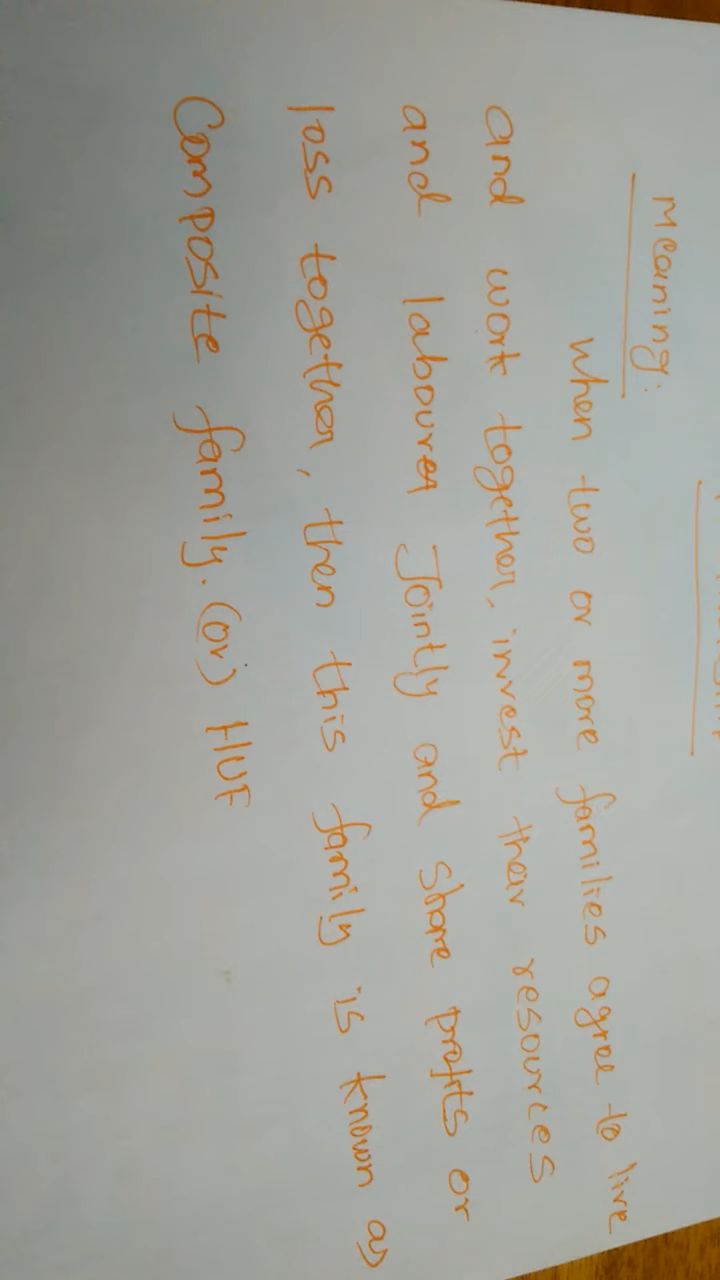 Meaning:
When two or more families agree to live
and work together, invest their resources
and labourer Jointly and share profits or
loss together, then this family is known as
Composite family. (or) HUF